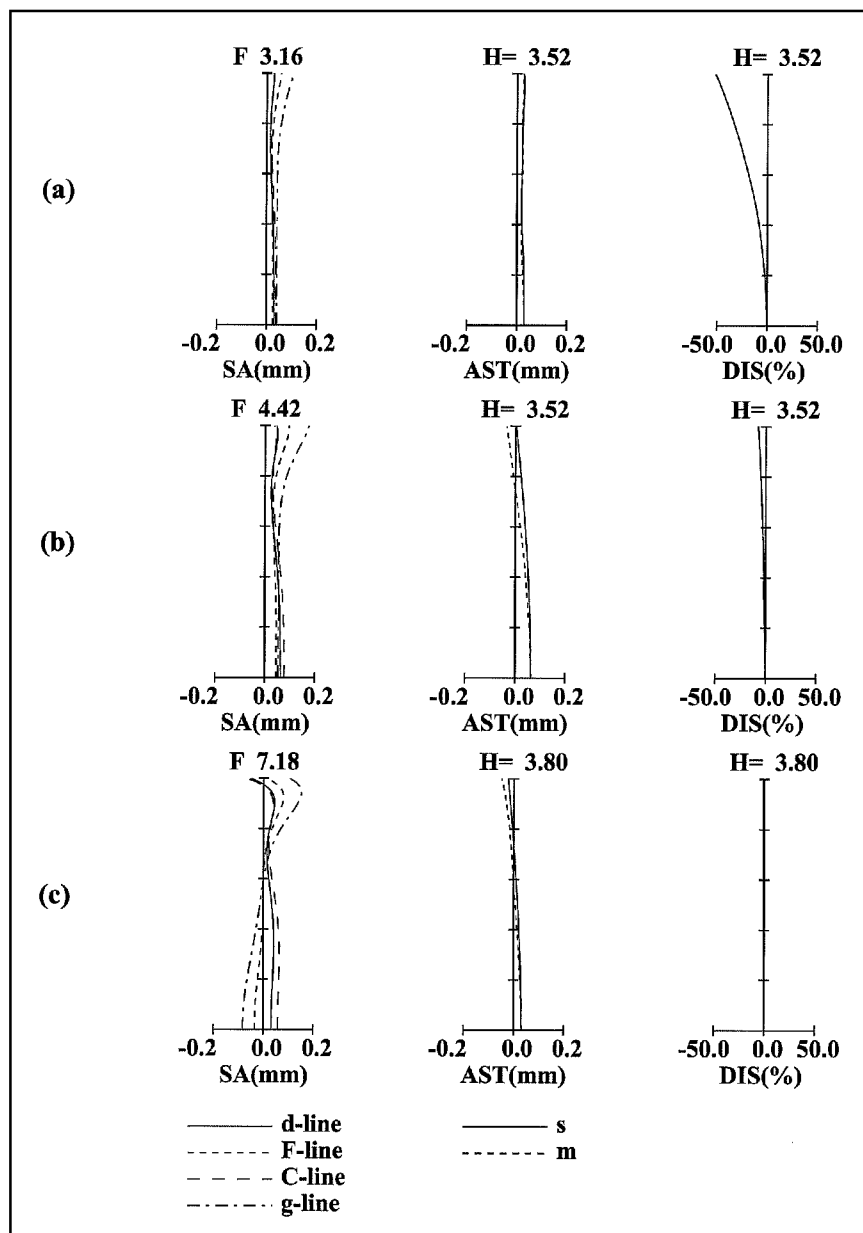 F 3.16 H= 3.52 H= 3.52
(a)
-0.2 0.0 0.2 -0.2 0.0 0.2 -50.0 0.0 50.0
SA(mm) AST(mm) DIS(%)
F 4.42 H= 3.52 H= 3.52
(b)
-0.2 0.0 0.2 -0.2 0.0 0.2 -50.0 0.0 50.0
SA(mm) AST(mm) DIS(%)
F 7.18 H= 3.80 H= 3.80
(c)
-0.2 0.0 0.2 -0.2 0.0 0.2 -50.0 0.0 50.0
SA(mm) AST(mm) DIS(%)
d-line s
F-line m
C-line
g-line